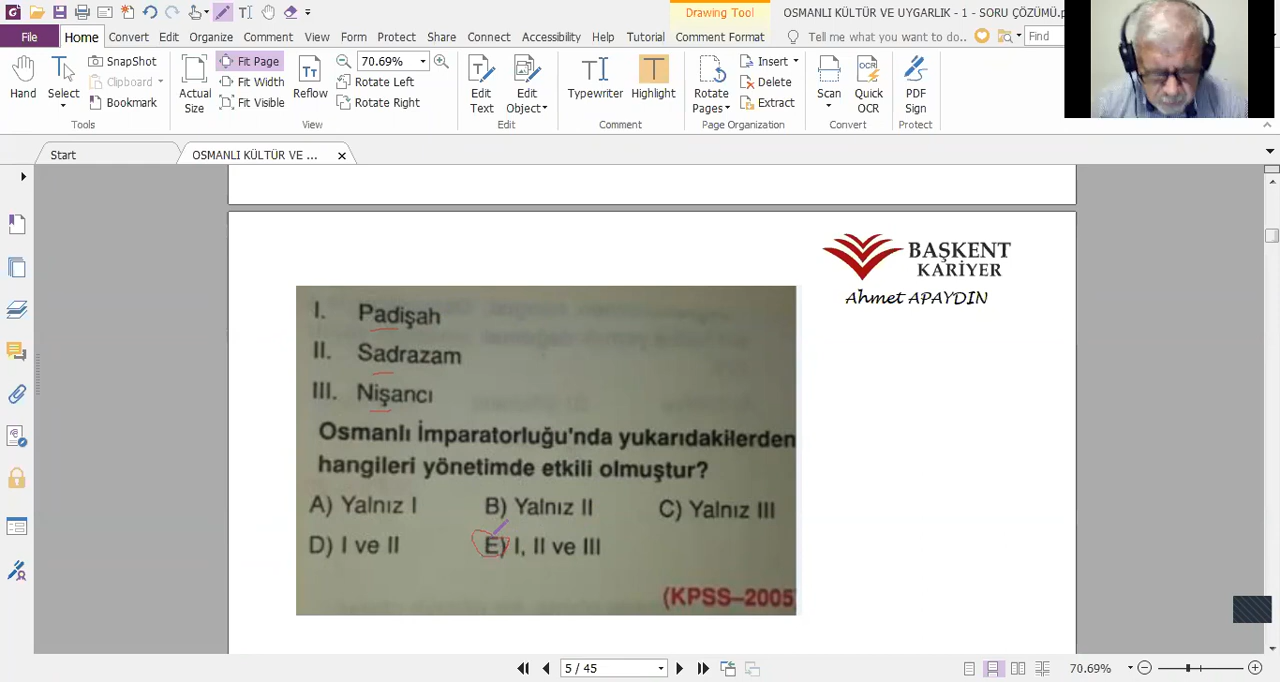 Drawing Tool
OSMANLI KÜLTÜR VE UYGARLIK - 1 - SORU ÇÖZÜMÜ.p
File Home Convert Edit Organize Comment View Form Protect Share Connect Accessibility Help Tutorial Comment Format Tell me what you want to do.. Find
Hand Select SnapShot Clipboard Bookmark Actual Size Fit Page Fit Width Fit Visible Reflow 70.69% Rotate Left Rotate Right Edit Text Edit Object Typewriter Highlight Rotate Pages Insert Delete Extract Scan Quick OCR PDF Sign
Tools View Edit Comment Page Organization Convert Protect
Start OSMANLI KÜLTÜR VE ...
BAŞKENT
KARİYER
Ahmet APAYDIN
I. Padişah
II. Sadrazam
III. Nişancı
Osmanlı İmparatorluğu'nda yukarıdakilerden
hangileri yönetimde etkili olmuştur?
A) Yalnız I B) Yalnız II C) Yalnız III
D) I ve II E) I, II ve III
(KPSS–2005)
5 / 45 70.69%